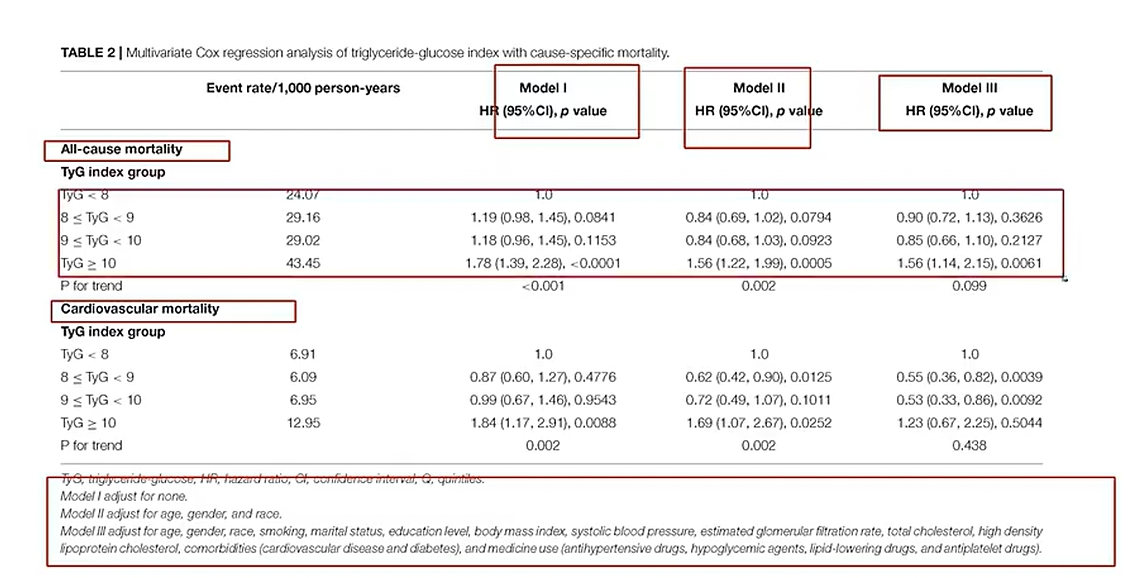 TABLE 2 | Multivariate Cox regression analysis of triglyceride-glucose index with cause-specific mortality.
Event rate/1,000 person-years Model I Model II Model III
HR (95%CI), p value HR (95%CI), p value HR (95%CI), p value
All-cause mortality
TyG index group
TyG < 8 24.07 1.0 1.0 1.0
8 ≤ TyG < 9 29.16 1.19 (0.98, 1.45), 0.0841 0.84 (0.69, 1.02), 0.0794 0.90 (0.72, 1.13), 0.3626
9 ≤ TyG < 10 29.02 1.18 (0.96, 1.45), 0.1153 0.84 (0.68, 1.03), 0.0923 0.85 (0.66, 1.10), 0.2127
TyG ≥ 10 43.45 1.78 (1.39, 2.28), <0.0001 1.56 (1.22, 1.99), 0.0005 1.56 (1.14, 2.15), 0.0061
P for trend <0.001 0.002 0.099
Cardiovascular mortality
TyG index group
TyG < 8 6.91 1.0 1.0 1.0
8 ≤ TyG < 9 6.09 0.87 (0.60, 1.27), 0.4776 0.62 (0.42, 0.90), 0.0125 0.55 (0.36, 0.82), 0.0039
9 ≤ TyG < 10 6.95 0.99 (0.67, 1.46), 0.9543 0.72 (0.49, 1.07), 0.1011 0.53 (0.33, 0.86), 0.0092
TyG ≥ 10 12.95 1.84 (1.17, 2.91), 0.0088 1.69 (1.07, 2.67), 0.0252 1.23 (0.67, 2.25), 0.5044
P for trend 0.002 0.002 0.438
TyG, triglyceride-glucose; HR, hazard ratio; CI, confidence interval, Q, quintiles.
Model I adjust for none.
Model II adjust for age, gender, and race.
Model III adjust for age, gender, race, smoking, marital status, education level, body mass index, systolic blood pressure, estimated glomerular filtration rate, total cholesterol, high density
lipoprotein cholesterol, comorbidities (cardiovascular disease and diabetes), and medicine use (antihypertensive drugs, hypoglycemic agents, lipid-lowering drugs, and antiplatelet drugs).